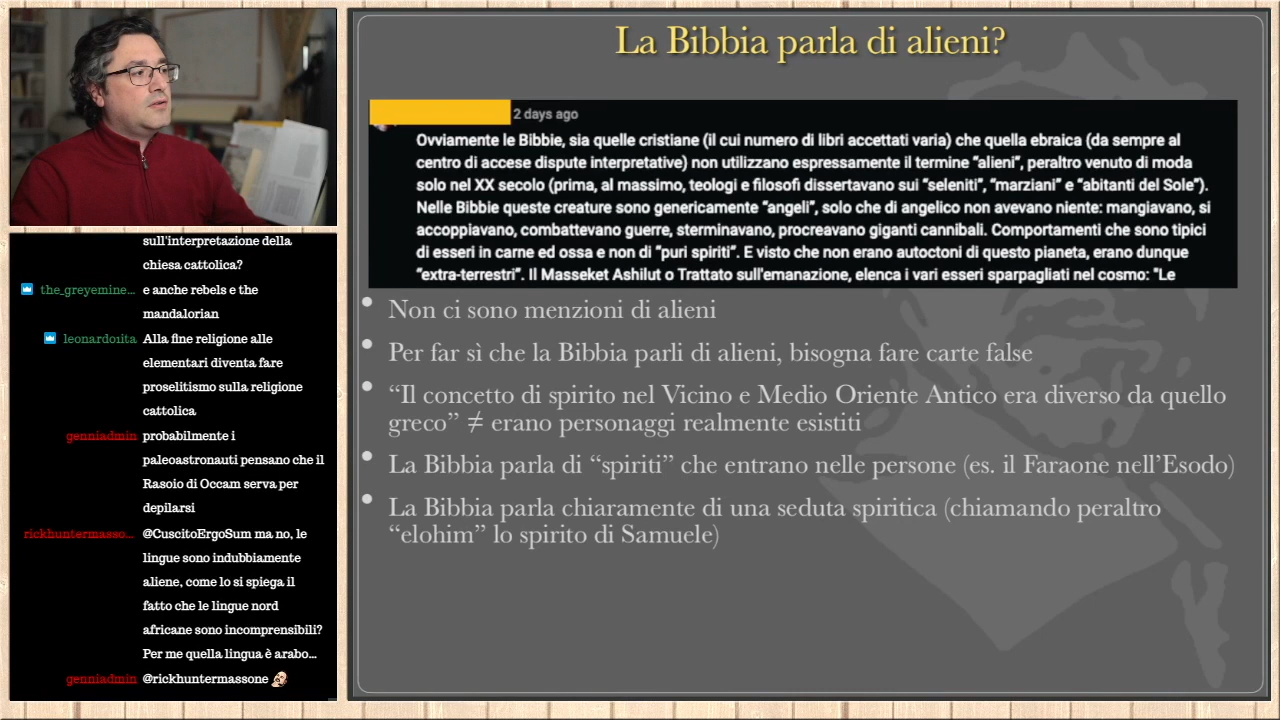 La Bibbia parla di alieni?
2 days ago
Ovviamente le Bibbie, sia quelle cristiane (il cui numero di libri accettati varia) che quella ebraica (da sempre al
centro di accese dispute interpretative) non utilizzano espressamente il termine “alieni”, peraltro venuto di moda
solo nel XX secolo (prima, al massimo, teologi e filosofi dissertavano sui “seleniti”, “marziani” e “abitanti del Sole”).
Nelle Bibbie queste creature sono genericamente “angeli”, solo che di angelico non avevano niente: mangiavano, si
accoppiavano, combattevano guerre, sterminavano, procreavano giganti cannibali. Comportamenti che sono tipici
di esseri in carne ed ossa e non di “puri spiriti”. E visto che non erano autoctoni di questo pianeta, erano dunque
“extra-terrestri”. Il Masseket Ashilut o Trattato sull'emanazione, elenca i vari esseri sparpagliati nel cosmo: "Le
• Non ci sono menzioni di alieni
• Per far sì che la Bibbia parli di alieni, bisogna fare carte false
• “Il concetto di spirito nel Vicino e Medio Oriente Antico era diverso da quello
greco” ≠ erano personaggi realmente esistiti
• La Bibbia parla di “spiriti” che entrano nelle persone (es. il Faraone nell’Esodo)
• La Bibbia parla chiaramente di una seduta spiritica (chiamando peraltro
“elohim” lo spirito di Samuele)
sull'interpretazione della
chiesa cattolica?
the_greyemine... e anche rebels e the
mandalorian
leonardo1ita Alla fine religione alle
elementari diventa fare
proselitismo sulla religione
cattolica
genniadmin probabilmente i
paleoastronauti pensano che il
Rasoio di Occam serva per
depilarsi
rickhuntermasso... @CuscitoErgoSum ma no, le
lingue sono indubbiamente
aliene, come lo si spiega il
fatto che le lingue nord
africane sono incomprensibili?
Per me quella lingua è arabo...
genniadmin @rickhuntermassone